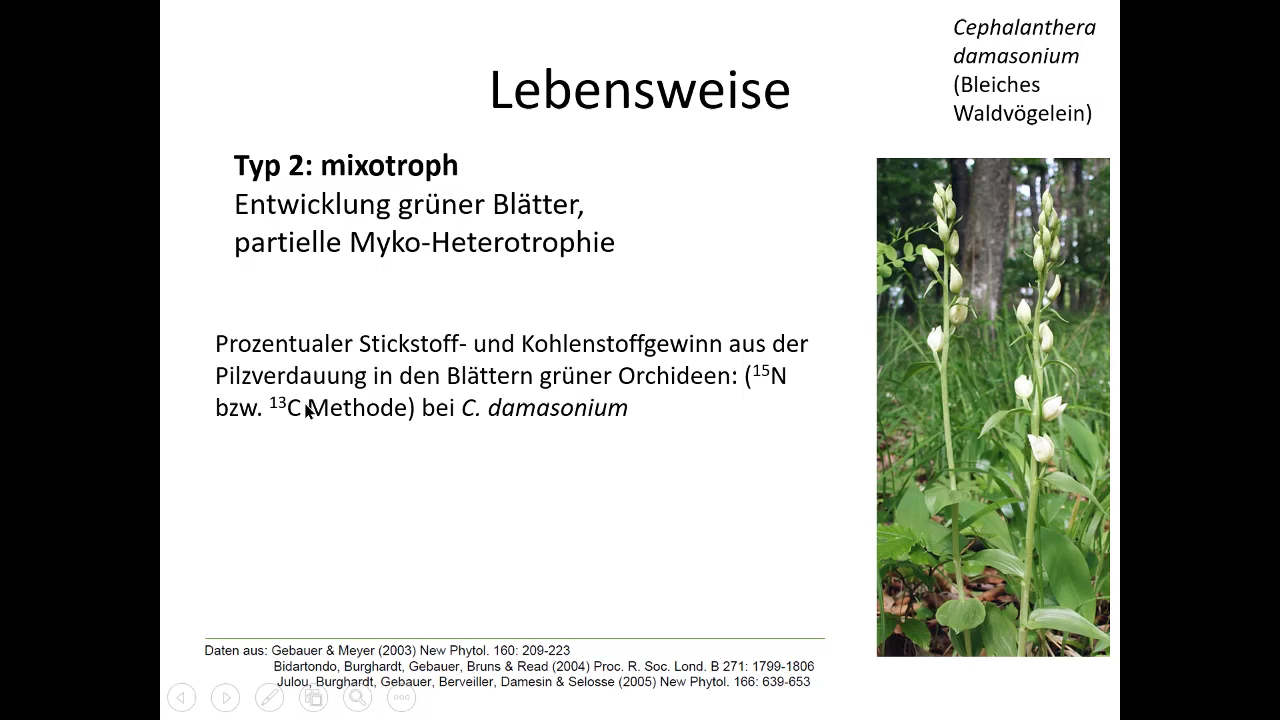 Cephalanthera
damasonium
(Bleiches
Waldvögelein)
Lebensweise
Typ 2: mixotroph
Entwicklung grüner Blätter,
partielle Myko-Heterotrophie
Prozentualer Stickstoff- und Kohlenstoffgewinn aus der
Pilzverdauung in den Blättern grüner Orchideen: (¹⁵N
bzw. ¹³C Methode) bei C. damasonium
Daten aus: Gebauer & Meyer (2003) New Phytol. 160: 209-223
Bidartondo, Burghardt, Gebauer, Bruns & Read (2004) Proc. R. Soc. Lond. B 271: 1799-1806
Julou, Burghardt, Gebauer, Berveiller, Damesin & Selosse (2005) New Phytol. 166: 639-653